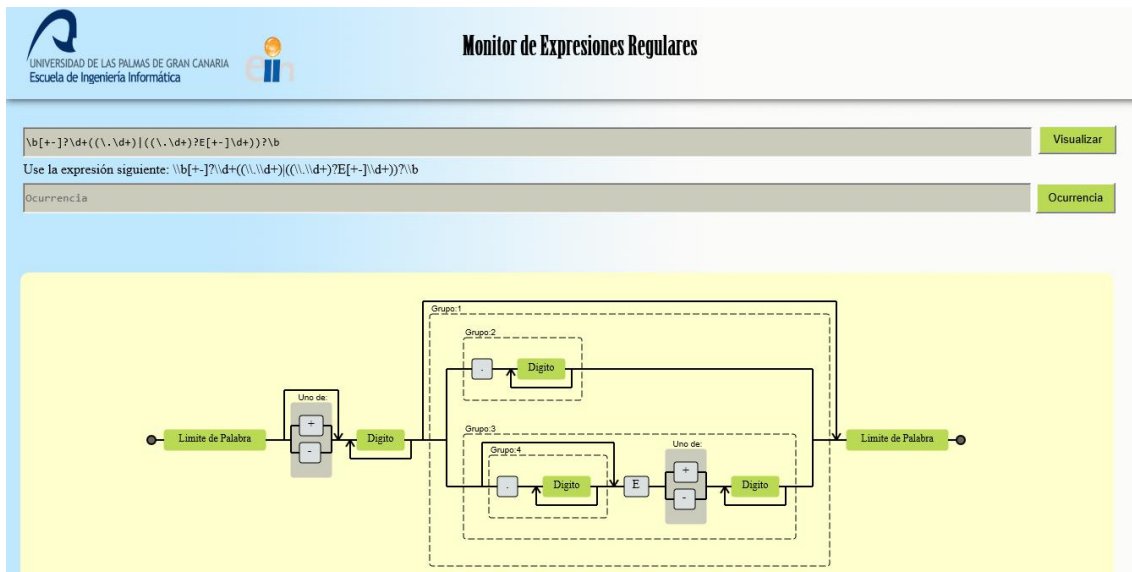 UNIVERSIDAD DE LAS PALMAS DE GRAN CANARIA
Escuela de Ingeniería Informática
eiin
Monitor de Expresiones Regulares
\b[+-]?\d+((\.\d+)|((\.\d+)?E[+-]\d+))?\b
Visualizar
Use la expresión siguiente: \\b[+-]?\\d+((\\.\\d+)|((\\.\\d+)?E[+-]\\d+))?\\b
Ocurrencia
Ocurrencia
Grupo:1
Grupo:2
. Digito
Uno de:
+
-
Limite de Palabra
Digito
Limite de Palabra
Grupo:3
Grupo:4
. Digito
E
Uno de:
+
-
Digito